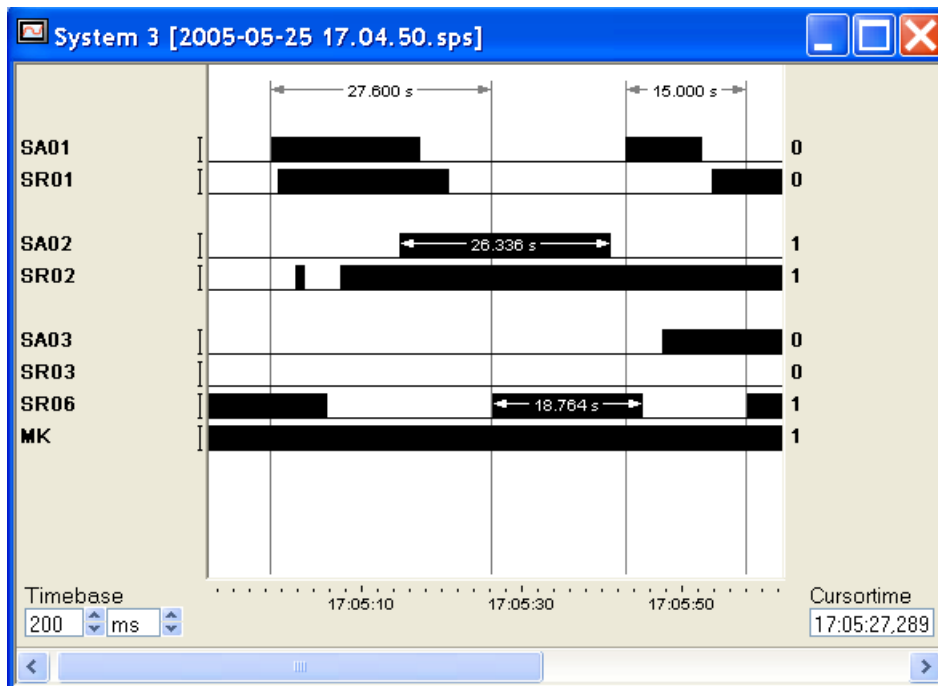 System 3 [2005-05-25 17.04.50.sps]
27.600 s 15.000 s
SA01 0
SR01 0
SA02 26.336 s 1
SR02 1
SA03 0
SR03 0
SR06 18.764 s 1
MK 1
Timebase 17:05:10 17:05:30 17:05:50 Cursortime
200 ms 17:05:27,289